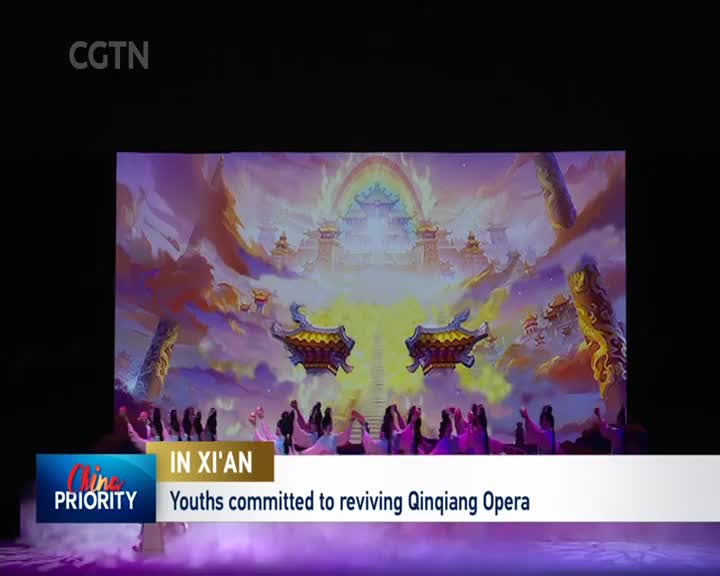 CGTN
IN XI'AN
China
PRIORITY
Youths committed to reviving Qinqiang Opera